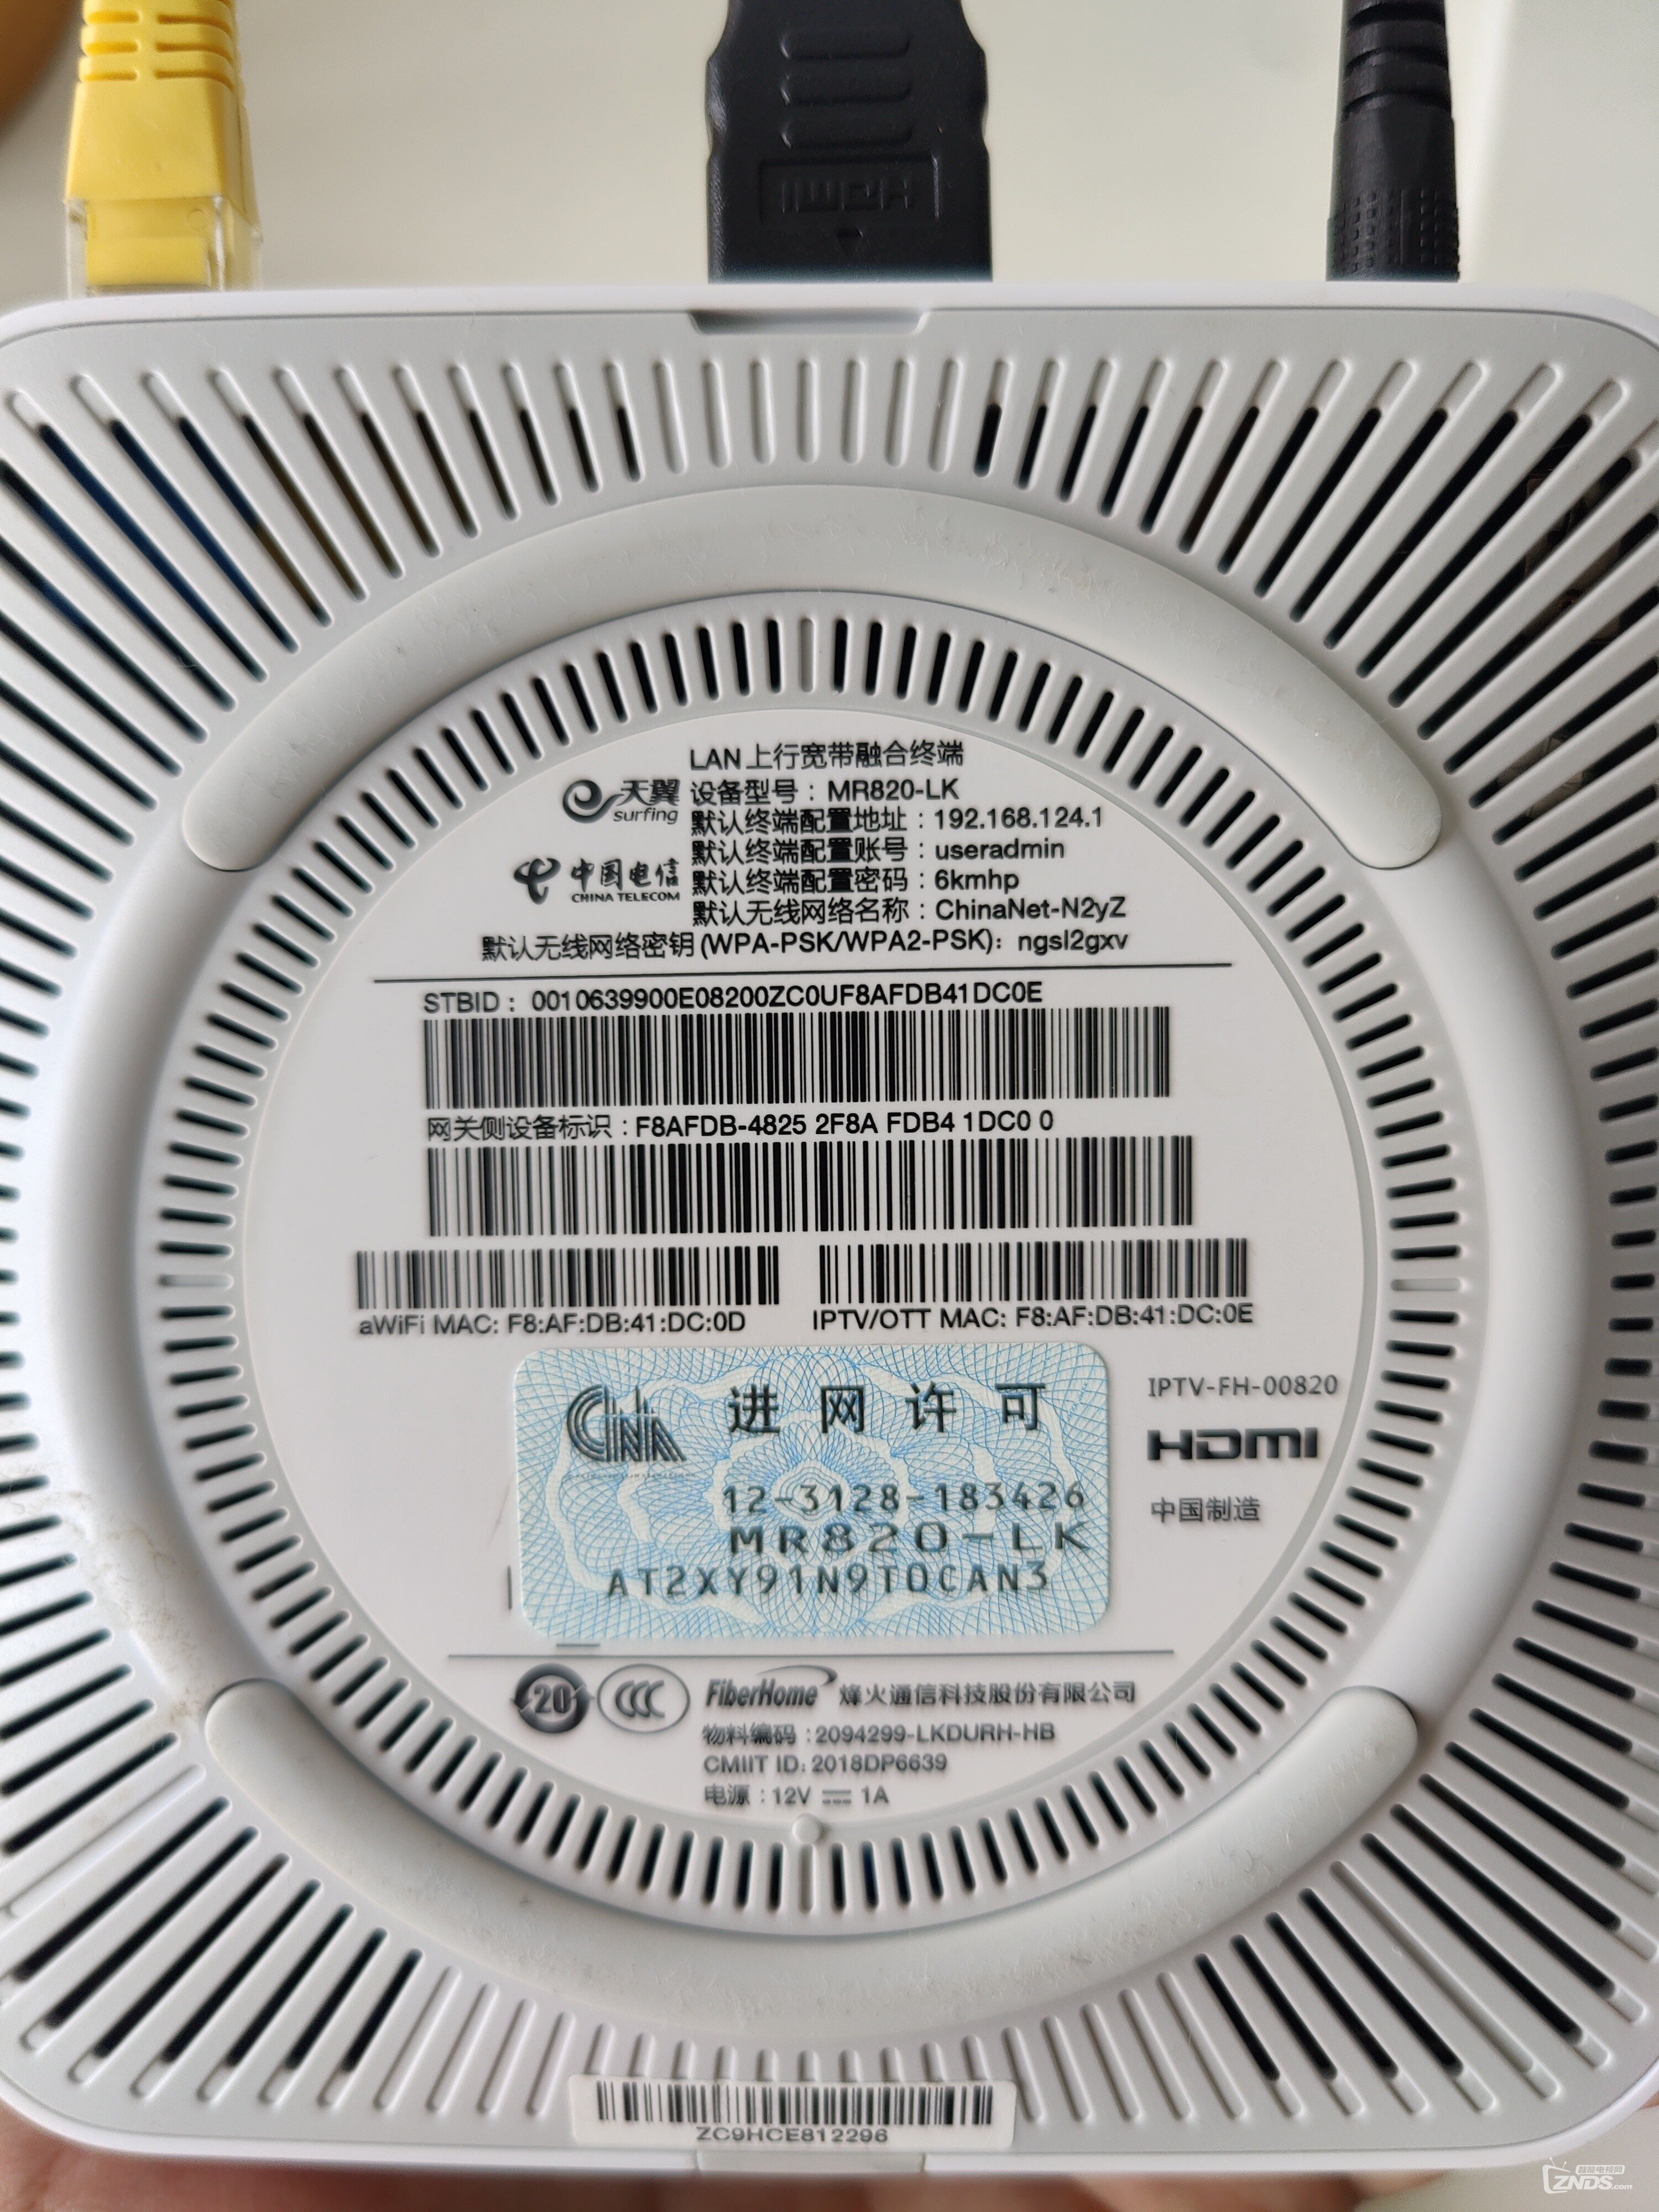 HDMI
LAN上行宽带融合终端
天翼 surfing
设备型号：MR820-LK
默认终端配置地址：192.168.124.1
默认终端配置账号：useradmin
中国电信 CHINA TELECOM
默认终端配置密码：6kmhp
默认无线网络名称：ChinaNet-N2yZ
默认无线网络密钥(WPA-PSK/WPA2-PSK)：ngsl2gxv
STBID：0010639900E08200ZC0UF8AFDB41DC0E
网关侧设备标识：F8AFDB-4825 2F8A FDB4 1DC0 0
aWiFi MAC: F8:AF:DB:41:DC:0D
IPTV/OTT MAC: F8:AF:DB:41:DC:0E
进网许可
12-3128-183426
MR820-LK
AT2XY91N9T0CAN3
IPTV-FH-00820
HDMI
中国制造
20
CCC
FiberHome 烽火通信科技股份有限公司
物料编码：2094299-LKDURH-HB
CMIIT ID: 2018DP6639
电源：12V 1A
ZC9HCE812296
智能电视网
ZNDS.com